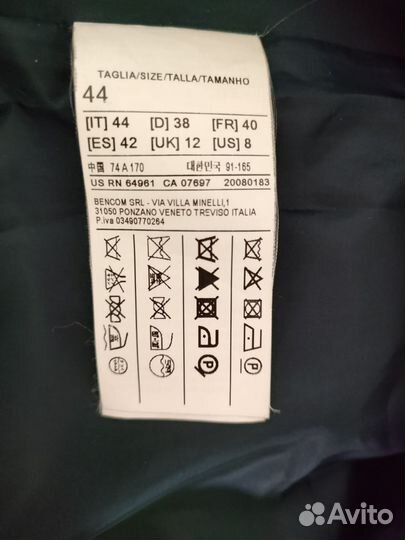 TAGLIA/SIZE/TALLA/TAMANHO
44
[IT] 44 [D] 38 [FR] 40
[ES] 42 [UK] 12 [US] 8
中国 74 A 170 대한민국 91-165
US RN 64961 CA 07697 20080183
BENCOM SRL - VIA VILLA MINELLI,1
31050 PONZANO VENETO TREVISO ITALIA
P.iva 03490770264
P
P
Avito